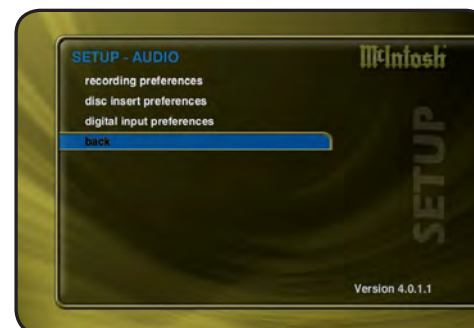 SETUP - AUDIO
McIntosh
recording preferences
disc insert preferences
digital input preferences
back
SETUP
Version 4.0.1.1